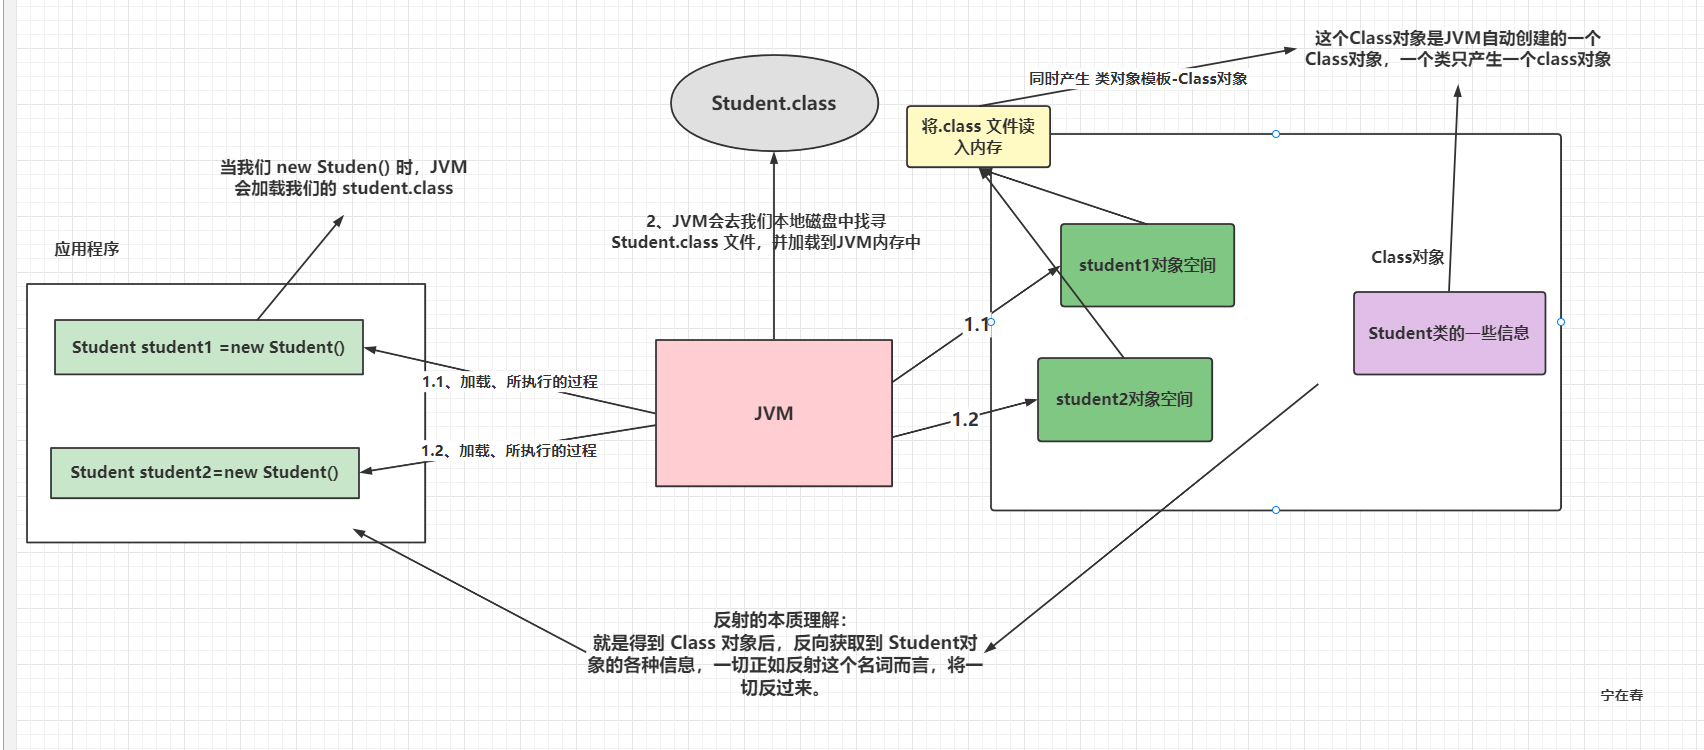 这个Class对象是JVM自动创建的一个
Class对象，一个类只产生一个class对象
同时产生 类对象模板-Class对象
Student.class
将.class 文件读
入内存
当我们 new Studen() 时，JVM
会加载我们的 student.class
2、JVM会去我们本地磁盘中找寻
Student.class 文件，并加载到JVM内存中
应用程序
Class对象
student1对象空间
1.1
Student类的一些信息
Student student1 =new Student()
1.1、加载、所执行的过程
JVM
student2对象空间
1.2
1.2、加载、所执行的过程
Student student2=new Student()
反射的本质理解：
就是得到 Class 对象后，反向获取到 Student对
象的各种信息，一切正如反射这个名词而言，将一
切反过来。
宁在春